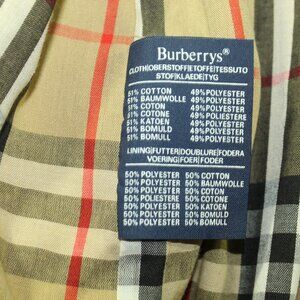 Burberrys®
CLOTH|OBERSTOFF|ETOFFE|TESSUTO
STOF|KLAEDE|TYG
51% COTTON 49% POLYESTER
51% BAUMWOLLE 49% POLYESTER
51% COTON 49% POLYESTER
51% COTONE 49% POLIESTERE
51% KATOEN 49% POLYESTER
51% BOMULD 49% POLYESTER
51% BOMULL 49% POLYESTER
LINING|FUTTER|DOUBLURE|FODERA
VOERING|FOER|FODER
50% POLYESTER 50% COTTON
50% POLYESTER 50% BAUMWOLLE
50% POLYESTER 50% COTON
50% POLIESTERE 50% COTONE
50% POLYESTER 50% KATOEN
50% POLYESTER 50% BOMULD
50% POLYESTER 50% BOMULL